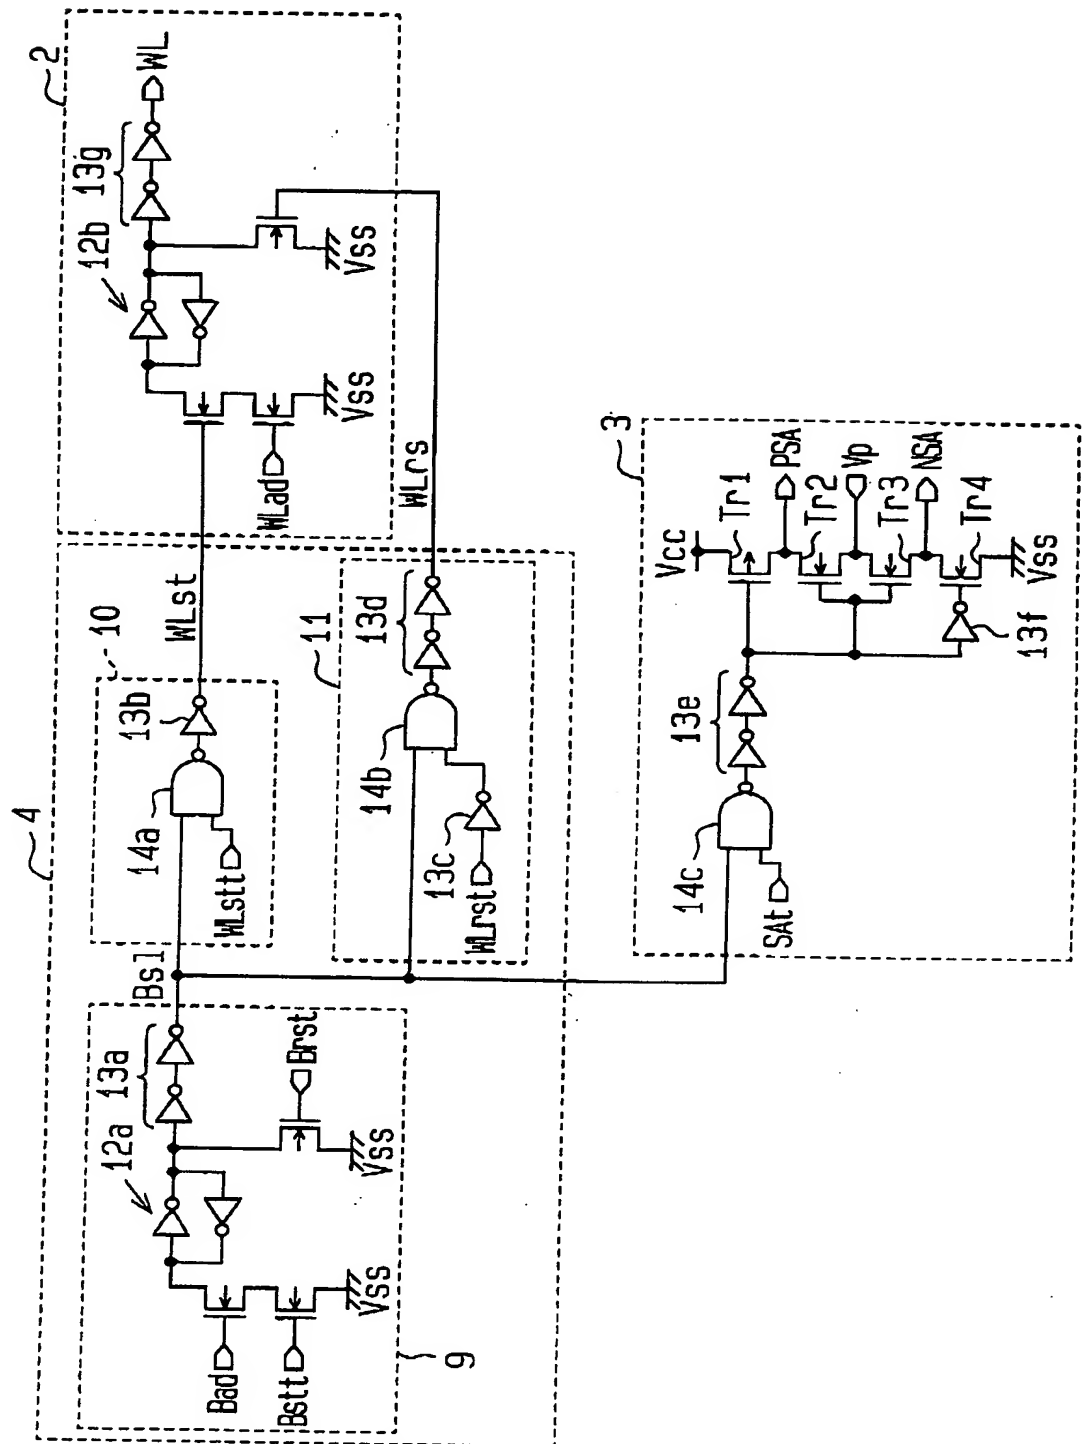 4
2
9
Bad
Bstt
Vss
12a
13a
Brst
Vss
Bsl
10
14a
WLstt
13b
WLst
11
14b
13c
WLrst
13d
WLrs
12b
13g
WL
WLad
Vss
Vss
3
14c
SAt
13e
13f
Vcc
Tr1
PSA
Tr2
Vp
Tr3
NSA
Tr4
Vss